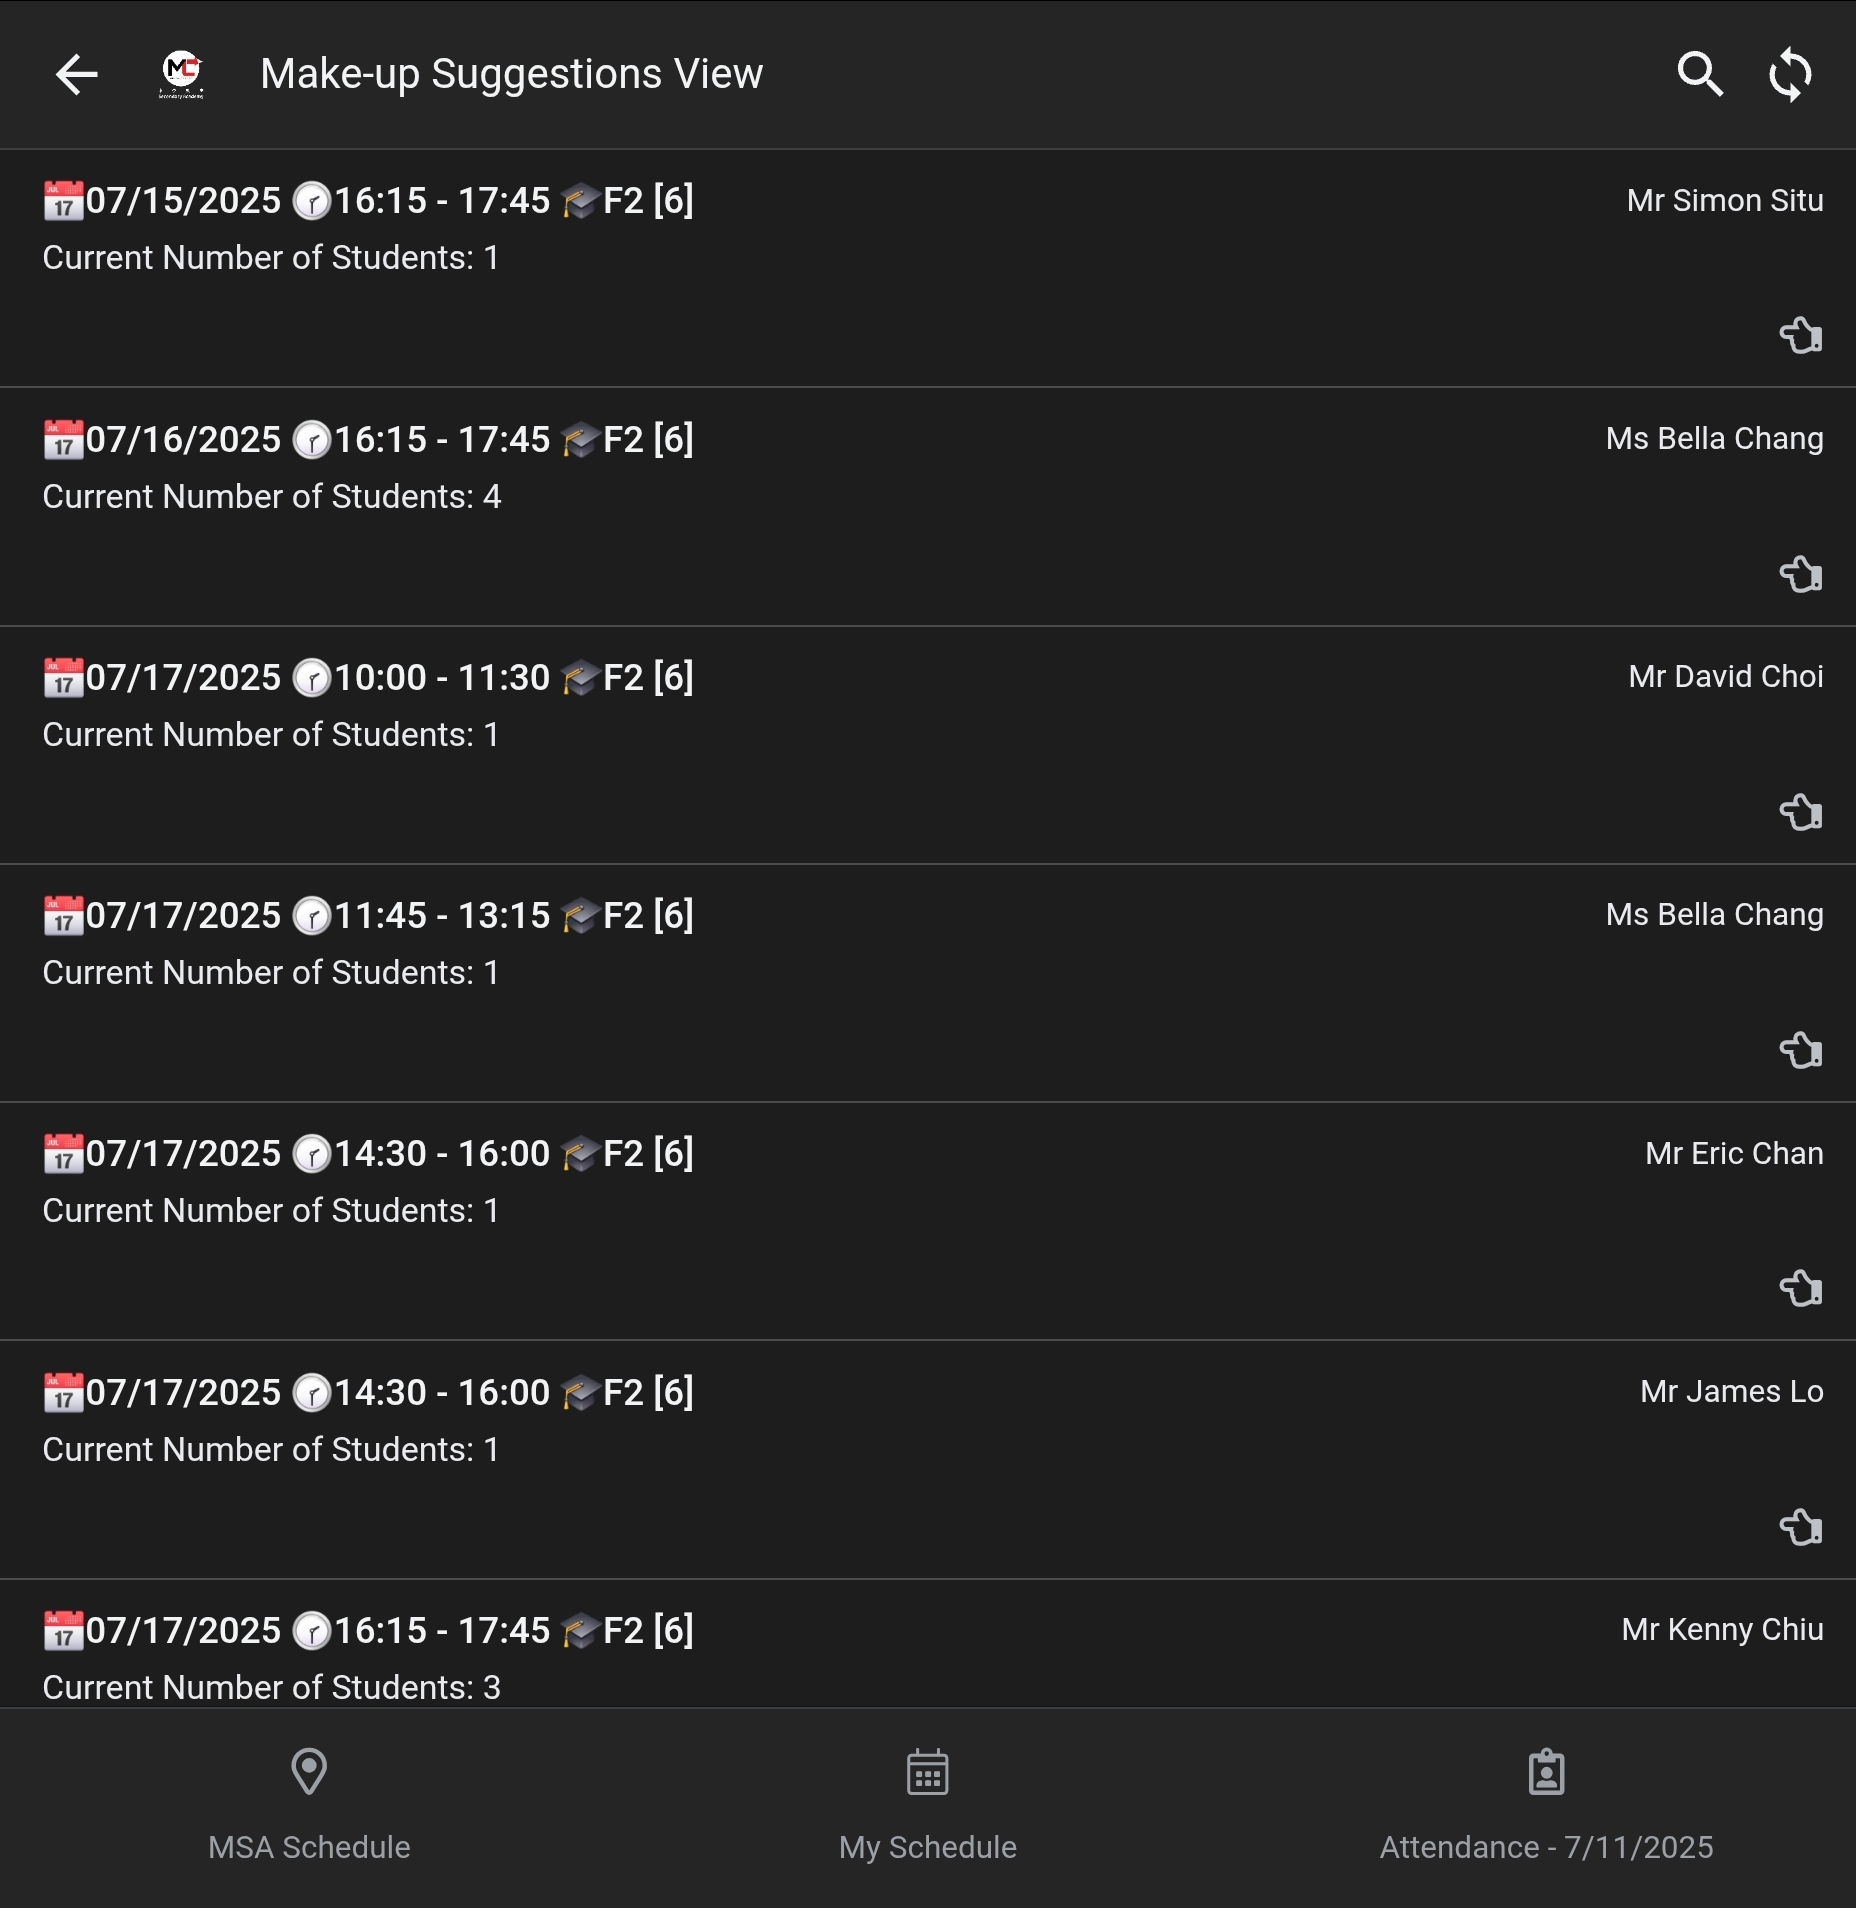 Make-up Suggestions View
07/15/2025 16:15 - 17:45 F2 [6]
Mr Simon Situ
Current Number of Students: 1
07/16/2025 16:15 - 17:45 F2 [6]
Ms Bella Chang
Current Number of Students: 4
07/17/2025 10:00 - 11:30 F2 [6]
Mr David Choi
Current Number of Students: 1
07/17/2025 11:45 - 13:15 F2 [6]
Ms Bella Chang
Current Number of Students: 1
07/17/2025 14:30 - 16:00 F2 [6]
Mr Eric Chan
Current Number of Students: 1
07/17/2025 14:30 - 16:00 F2 [6]
Mr James Lo
Current Number of Students: 1
07/17/2025 16:15 - 17:45 F2 [6]
Mr Kenny Chiu
Current Number of Students: 3
MSA Schedule
My Schedule
Attendance - 7/11/2025